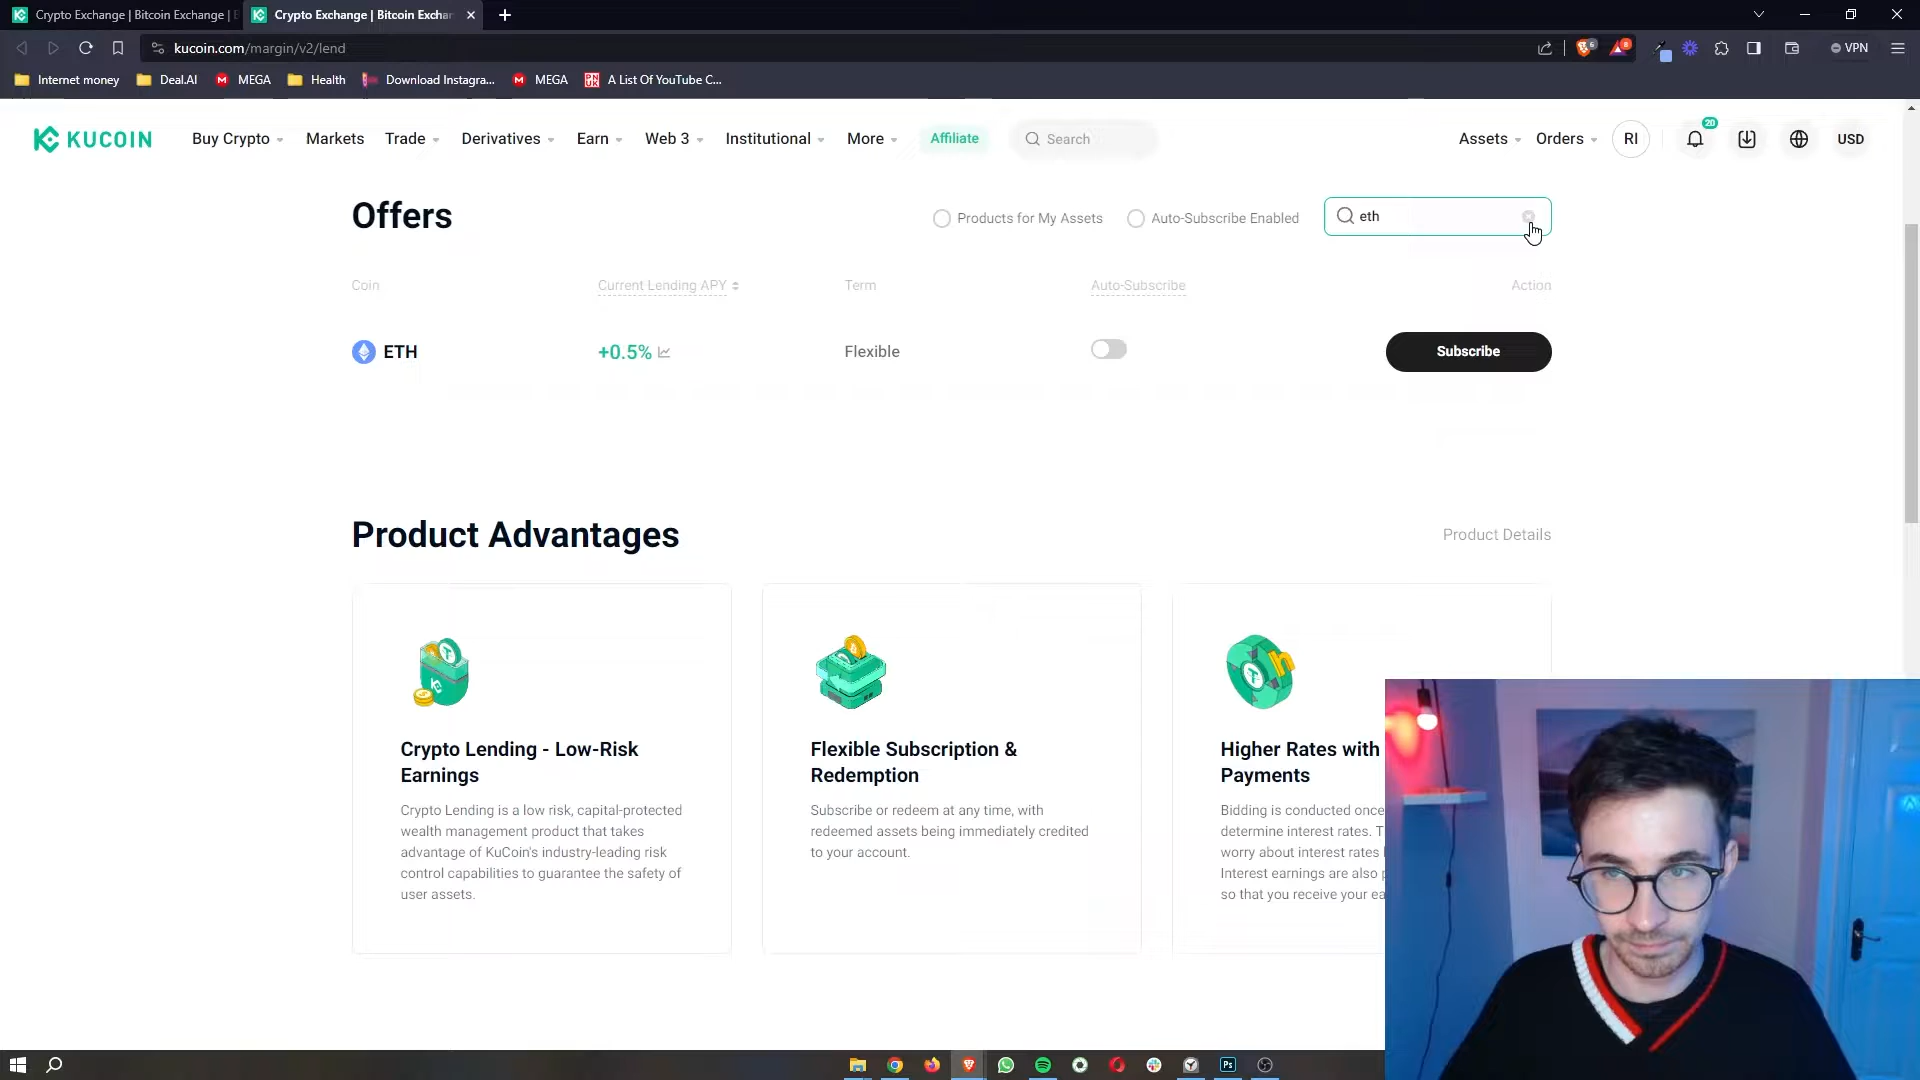 Crypto Exchange | Bitcoin Exchange |
Crypto Exchange | Bitcoin Exchan
kucoin.com/margin/v2/lend
6
8
VPN
Internet money
Deal.AI
MEGA
Health
Download Instagra...
MEGA
A List Of YouTube C...
KUCOIN
Buy Crypto
Markets
Trade
Derivatives
Earn
Web 3
Institutional
More
Affiliate
Search
Assets
Orders
RI
20
USD
Offers
Products for My Assets
Auto-Subscribe Enabled
eth
Coin
Current Lending APY
Term
Auto-Subscribe
Action
ETH
+0.5%
Flexible
Subscribe
Product Advantages
Product Details
Crypto Lending - Low-Risk
Earnings
Crypto Lending is a low risk, capital-protected
wealth management product that takes
advantage of KuCoin's industry-leading risk
control capabilities to guarantee the safety of
user assets.
Flexible Subscription &
Redemption
Subscribe or redeem at any time, with
redeemed assets being immediately credited
to your account.
Higher Rates with
Payments
Bidding is conducted once
determine interest rates. T
worry about interest rates
Interest earnings are also
so that you receive your ea
Ps